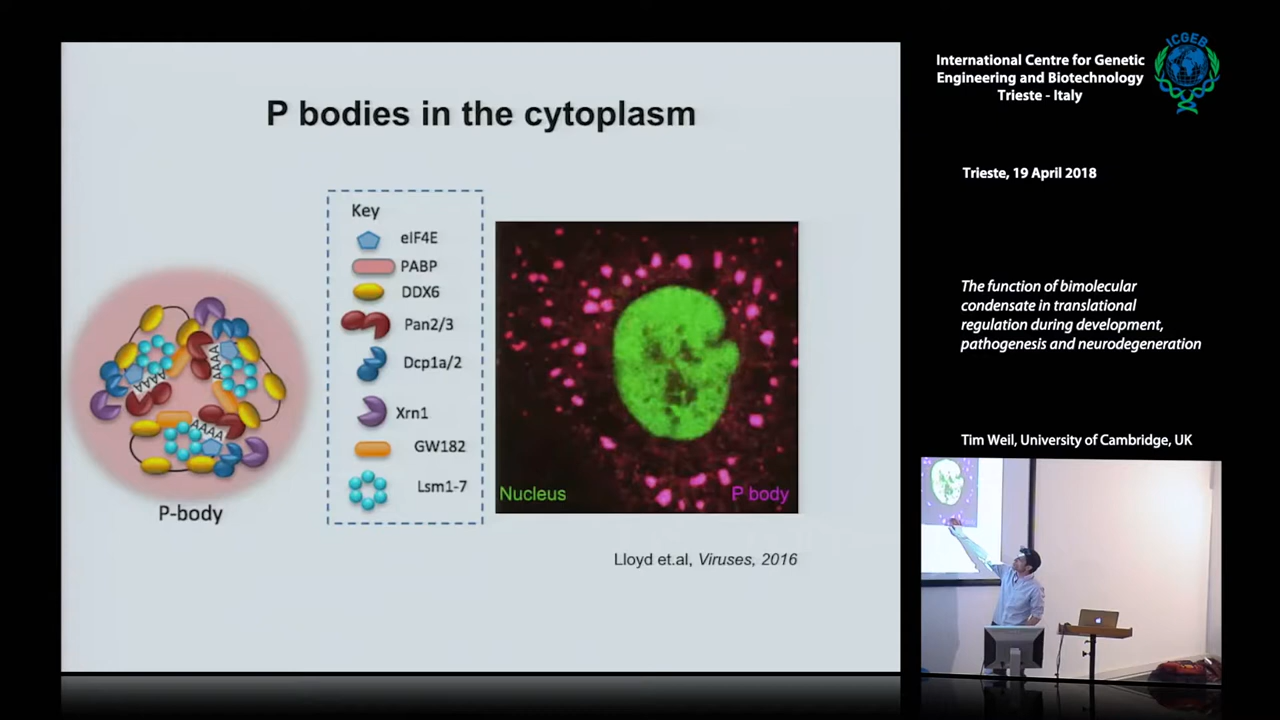 P bodies in the cytoplasm
Key
eIF4E
PABP
DDX6
Pan2/3
Dcp1a/2
Xrn1
GW182
Lsm1-7
AAAA
AAAA
AAAA
P-body
Nucleus
P body
Lloyd et.al, Viruses, 2016
ICGEB
International Centre for Genetic
Engineering and Biotechnology
Trieste - Italy
Trieste, 19 April 2018
The function of bimolecular
condensate in translational
regulation during development,
pathogenesis and neurodegeneration
Tim Weil, University of Cambridge, UK